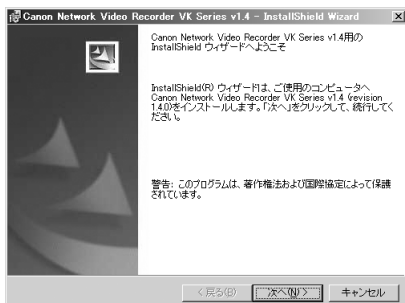 Canon Network Video Recorder VK Series v1.4 - InstallShield Wizard
Canon Network Video Recorder VK Series v1.4用の
InstallShield ウィザードへようこそ
InstallShield(R) ウィザードは、ご使用のコンピュータへ
Canon Network Video Recorder VK Series v1.4 (revision
1.4.0)をインストールします。「次へ」をクリックして、続行してく
ださい。
警告: このプログラムは、著作権法および国際協定によって保護
されています。
< 戻る(B)
次へ(N) >
キャンセル